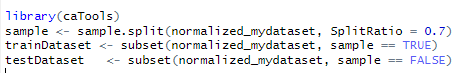 library(caTools)
sample <- sample.split(normalized_mydataset, SplitRatio = 0.7)
trainDataset <- subset(normalized_mydataset, sample == TRUE)
testDataset   <- subset(normalized_mydataset, sample == FALSE)